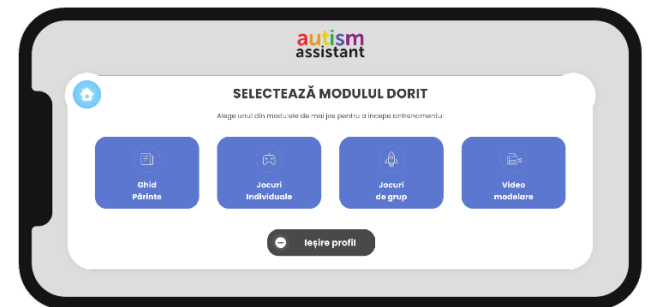 autism
assistant
SELECTEAZĂ MODULUL DORIT
Alege unul din modulele de mai jos pentru a începe antrenamentul
Ghid
Părinte
Jocuri
Individuale
Jocuri
de grup
Video
modelare
Ieșire profil